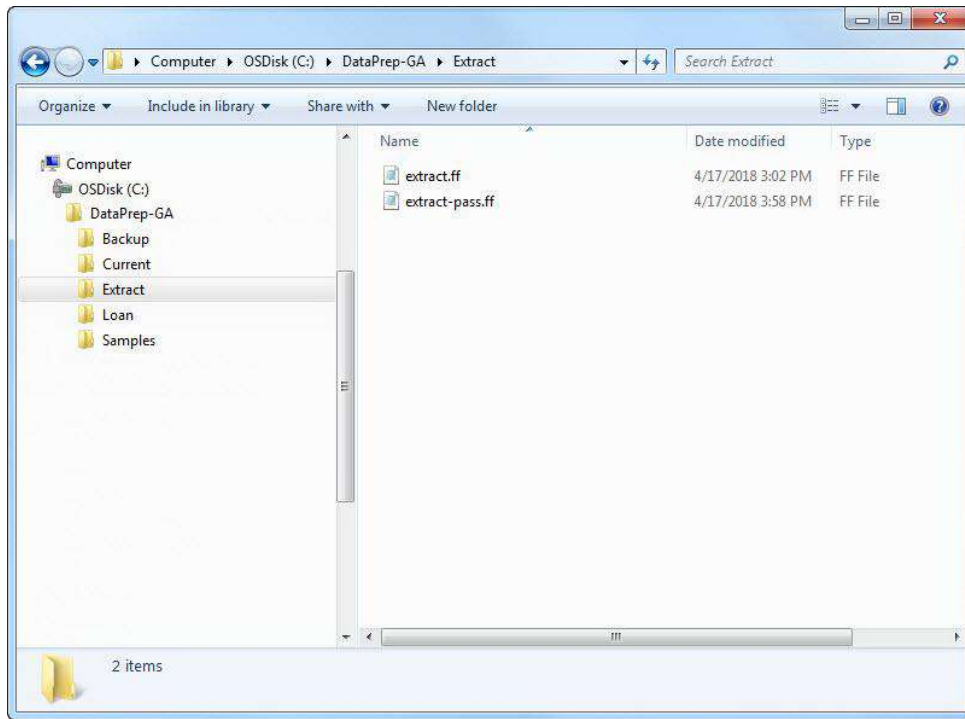 Computer OSDisk (C:) DataPrep-GA Extract Search Extract
Organize Include in library Share with New folder
Name Date modified Type
Computer
OSDisk (C:)
DataPrep-GA
Backup
Current
Extract
Loan
Samples
extract.ff 4/17/2018 3:02 PM FF File
extract-pass.ff 4/17/2018 3:58 PM FF File
2 items